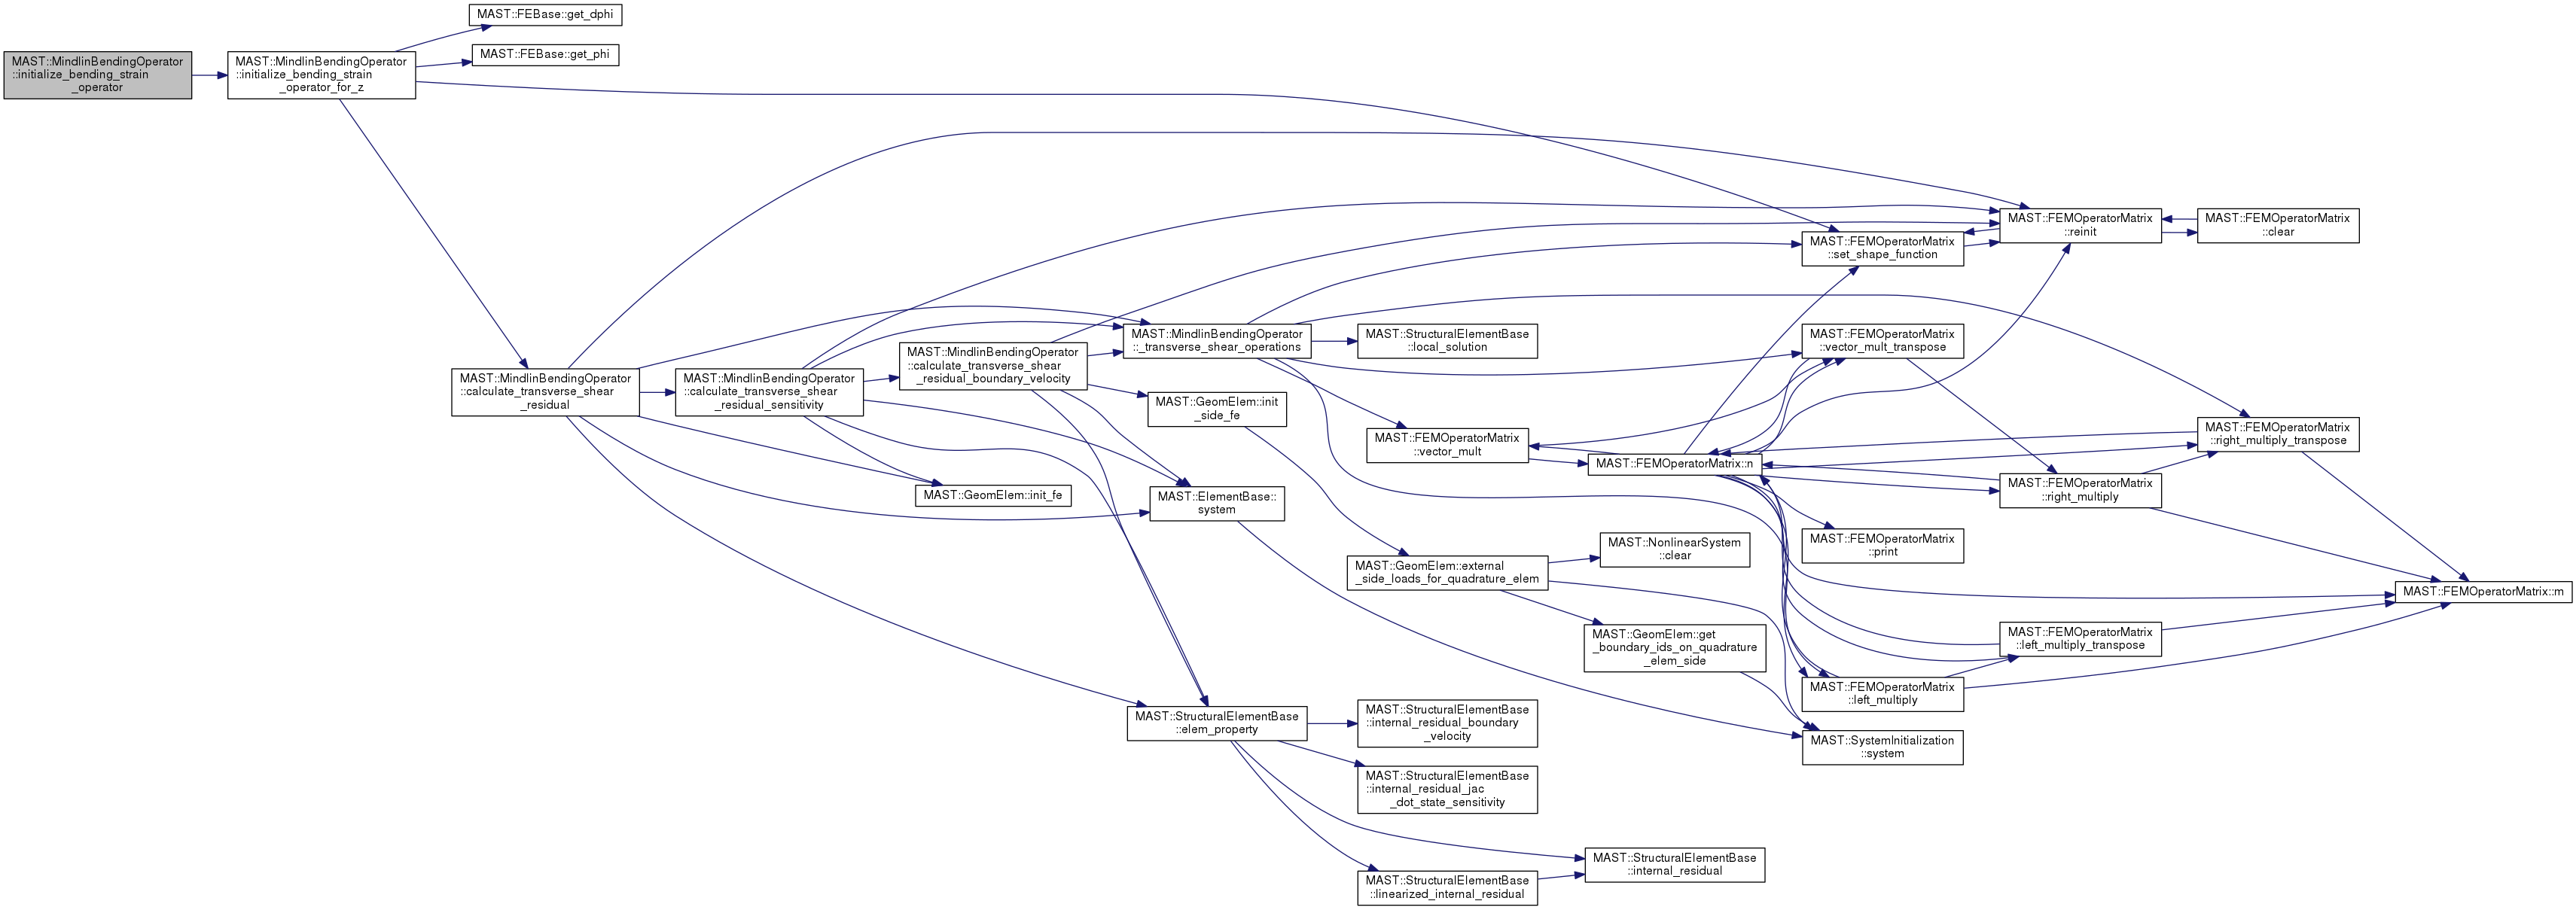 MAST::MindlinBendingOperator
::initialize_bending_strain
_operator
MAST::MindlinBendingOperator
::initialize_bending_strain
_operator_for_z
MAST::FEBase::get_dphi
MAST::FEBase::get_phi
MAST::MindlinBendingOperator
::calculate_transverse_shear
_residual
MAST::MindlinBendingOperator
::calculate_transverse_shear
_residual_sensitivity
MAST::MindlinBendingOperator
::calculate_transverse_shear
_residual_boundary_velocity
MAST::GeomElem::init_fe
MAST::MindlinBendingOperator
::_transverse_shear_operations
MAST::GeomElem::init
_side_fe
MAST::ElementBase::
system
MAST::StructuralElementBase
::elem_property
MAST::StructuralElementBase
::local_solution
MAST::FEMOperatorMatrix
::vector_mult
MAST::GeomElem::external
_side_loads_for_quadrature_elem
MAST::StructuralElementBase
::internal_residual_boundary
_velocity
MAST::StructuralElementBase
::internal_residual_jac
_dot_state_sensitivity
MAST::StructuralElementBase
::linearized_internal_residual
MAST::FEMOperatorMatrix::n
MAST::NonlinearSystem
::clear
MAST::GeomElem::get
_boundary_ids_on_quadrature
_elem_side
MAST::StructuralElementBase
::internal_residual
MAST::FEMOperatorMatrix
::set_shape_function
MAST::FEMOperatorMatrix
::vector_mult_transpose
MAST::FEMOperatorMatrix
::print
MAST::FEMOperatorMatrix
::left_multiply
MAST::SystemInitialization
::system
MAST::FEMOperatorMatrix
::reinit
MAST::FEMOperatorMatrix
::right_multiply
MAST::FEMOperatorMatrix
::left_multiply_transpose
MAST::FEMOperatorMatrix
::clear
MAST::FEMOperatorMatrix
::right_multiply_transpose
MAST::FEMOperatorMatrix::m